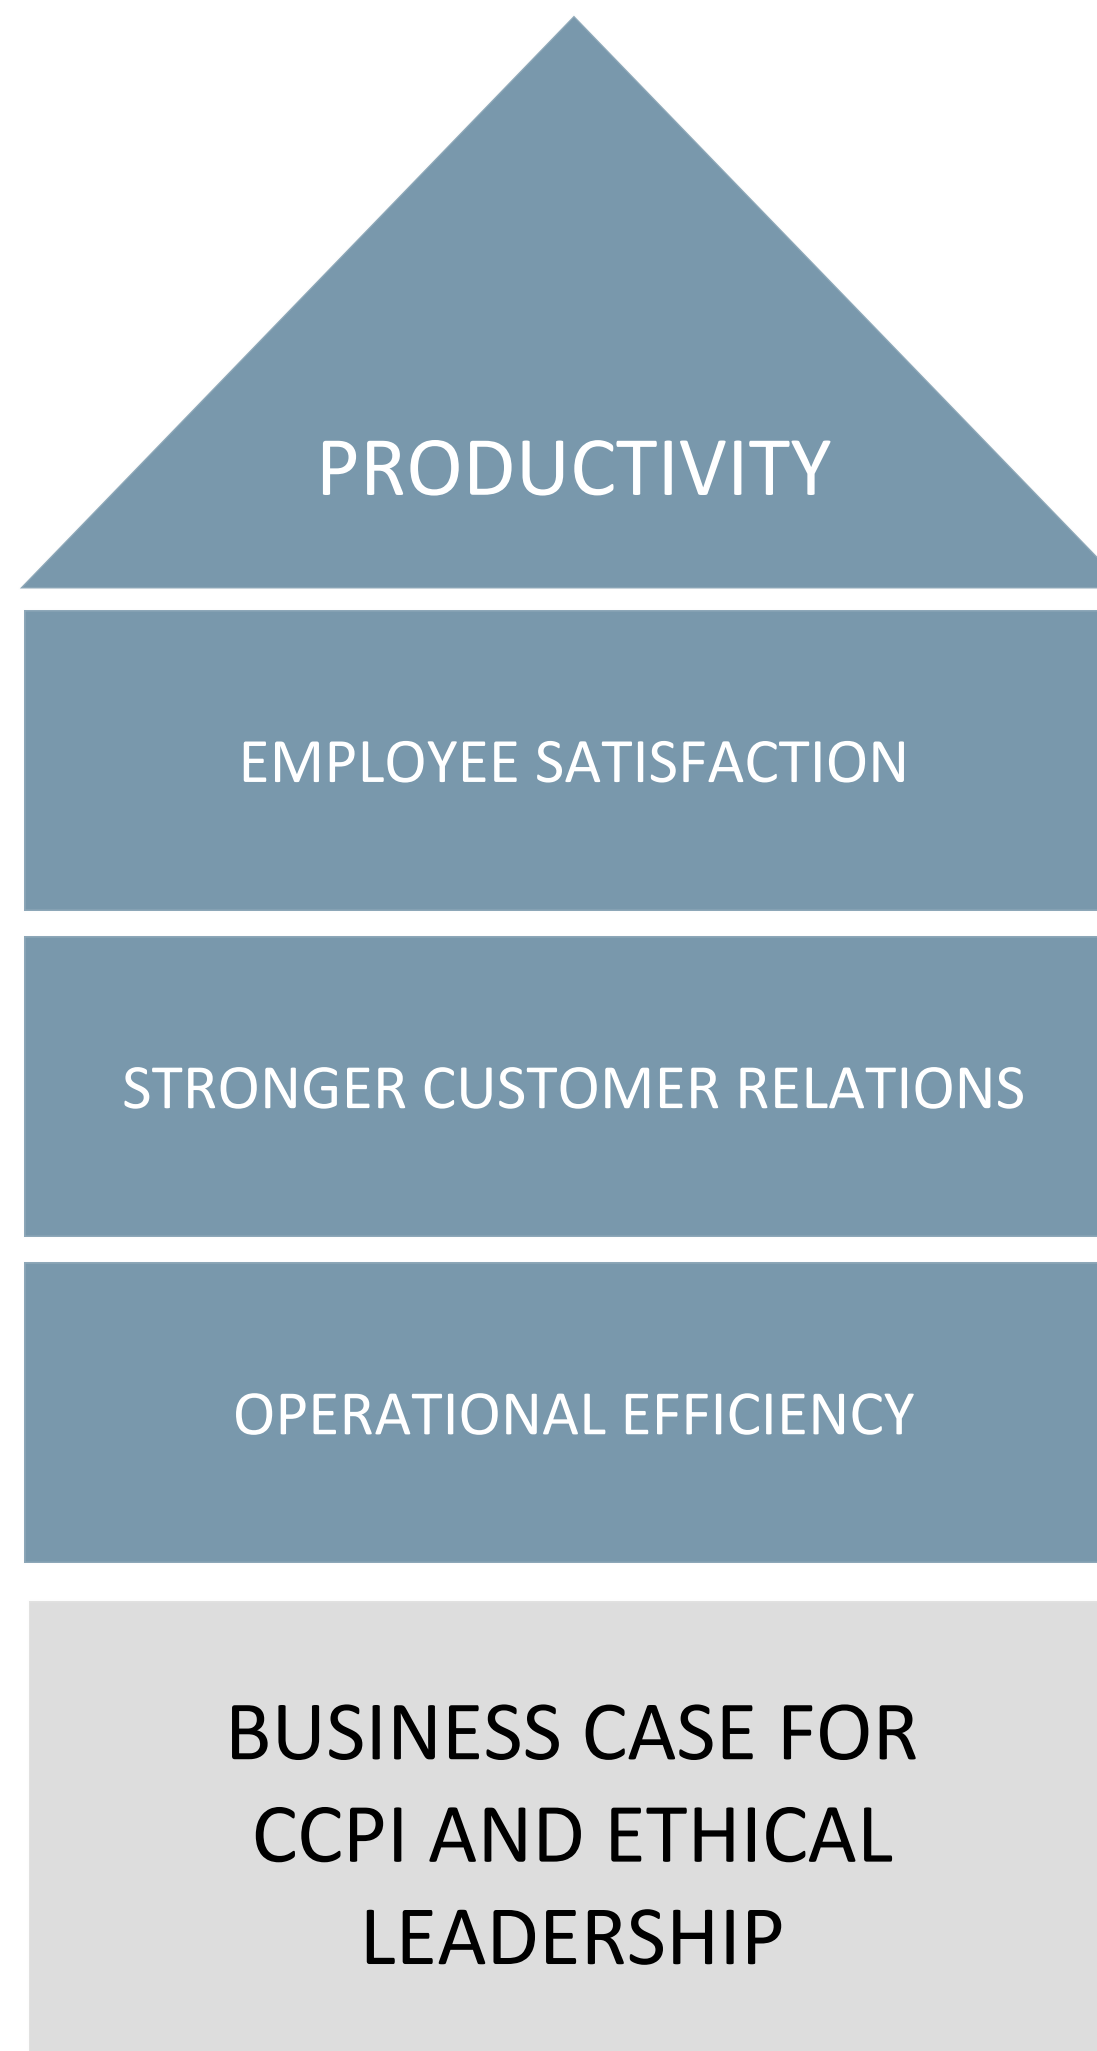 PRODUCTIVITY
EMPLOYEE SATISFACTION
STRONGER CUSTOMER RELATIONS
OPERATIONAL EFFICIENCY
BUSINESS CASE FOR
CCPI AND ETHICAL
LEADERSHIP